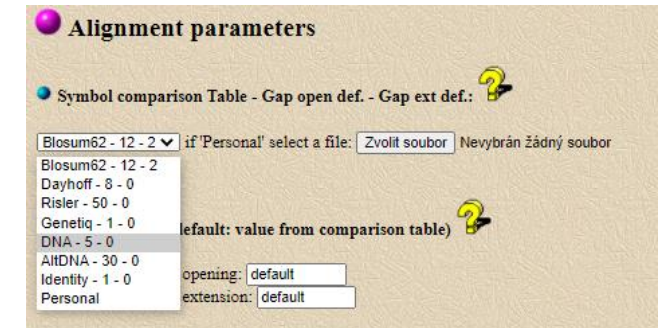 Alignment parameters
Symbol comparison Table - Gap open def. - Gap ext def.:
Blosum62 - 12 - 2 if 'Personal' select a file: Zvolit soubor Nevybrán žádný soubor
Blosum62 - 12 - 2
Dayhoff - 8 - 0
Risler - 50 - 0
Genetiq - 1 - 0
efault: value from comparison table)
DNA - 5 - 0
AltDNA - 30 - 0
Identity - 1 - 0 opening: default
Personal extension: default